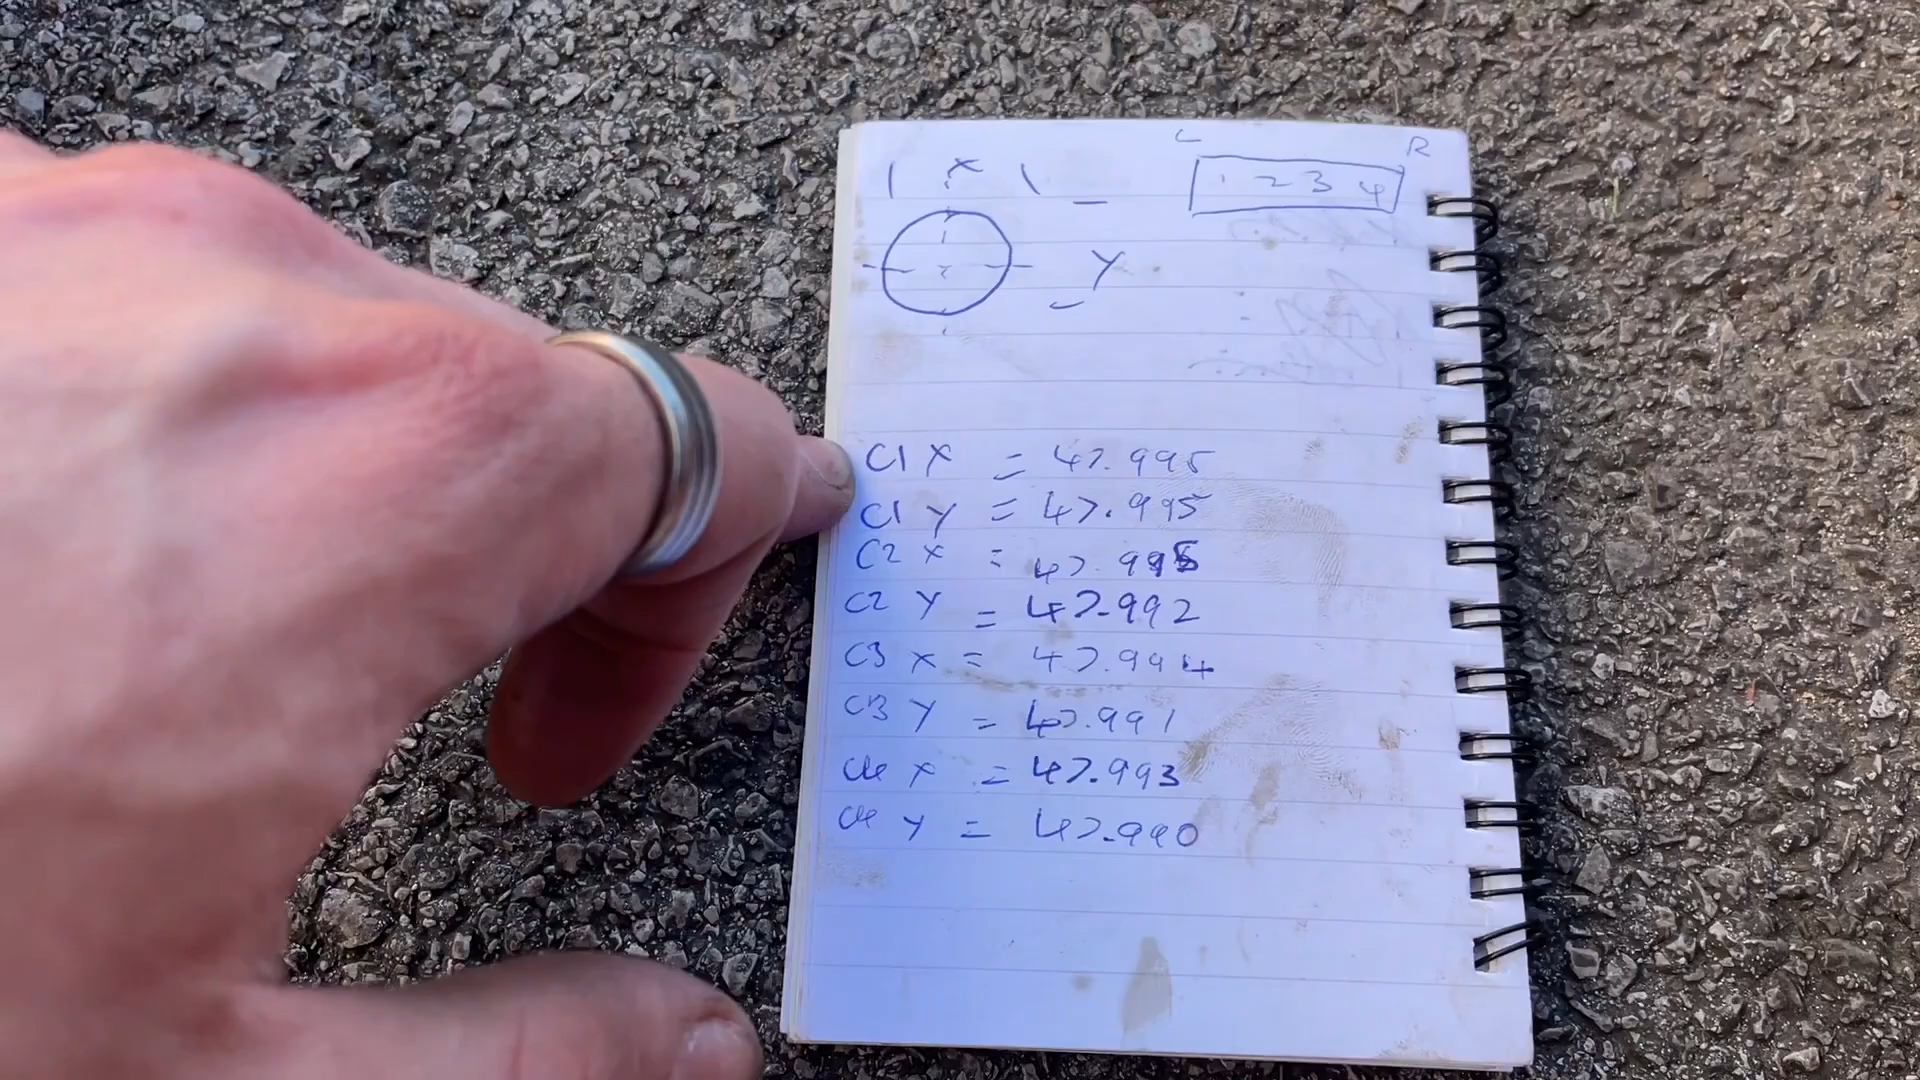 L R
X
1 2 3 4
Y
C1 X = 47.995
C1 Y = 47.995
C2 X = 47.995
C2 Y = 47.992
C3 X = 47.994
C3 Y = 47.991
C4 X = 47.993
C4 Y = 47.990